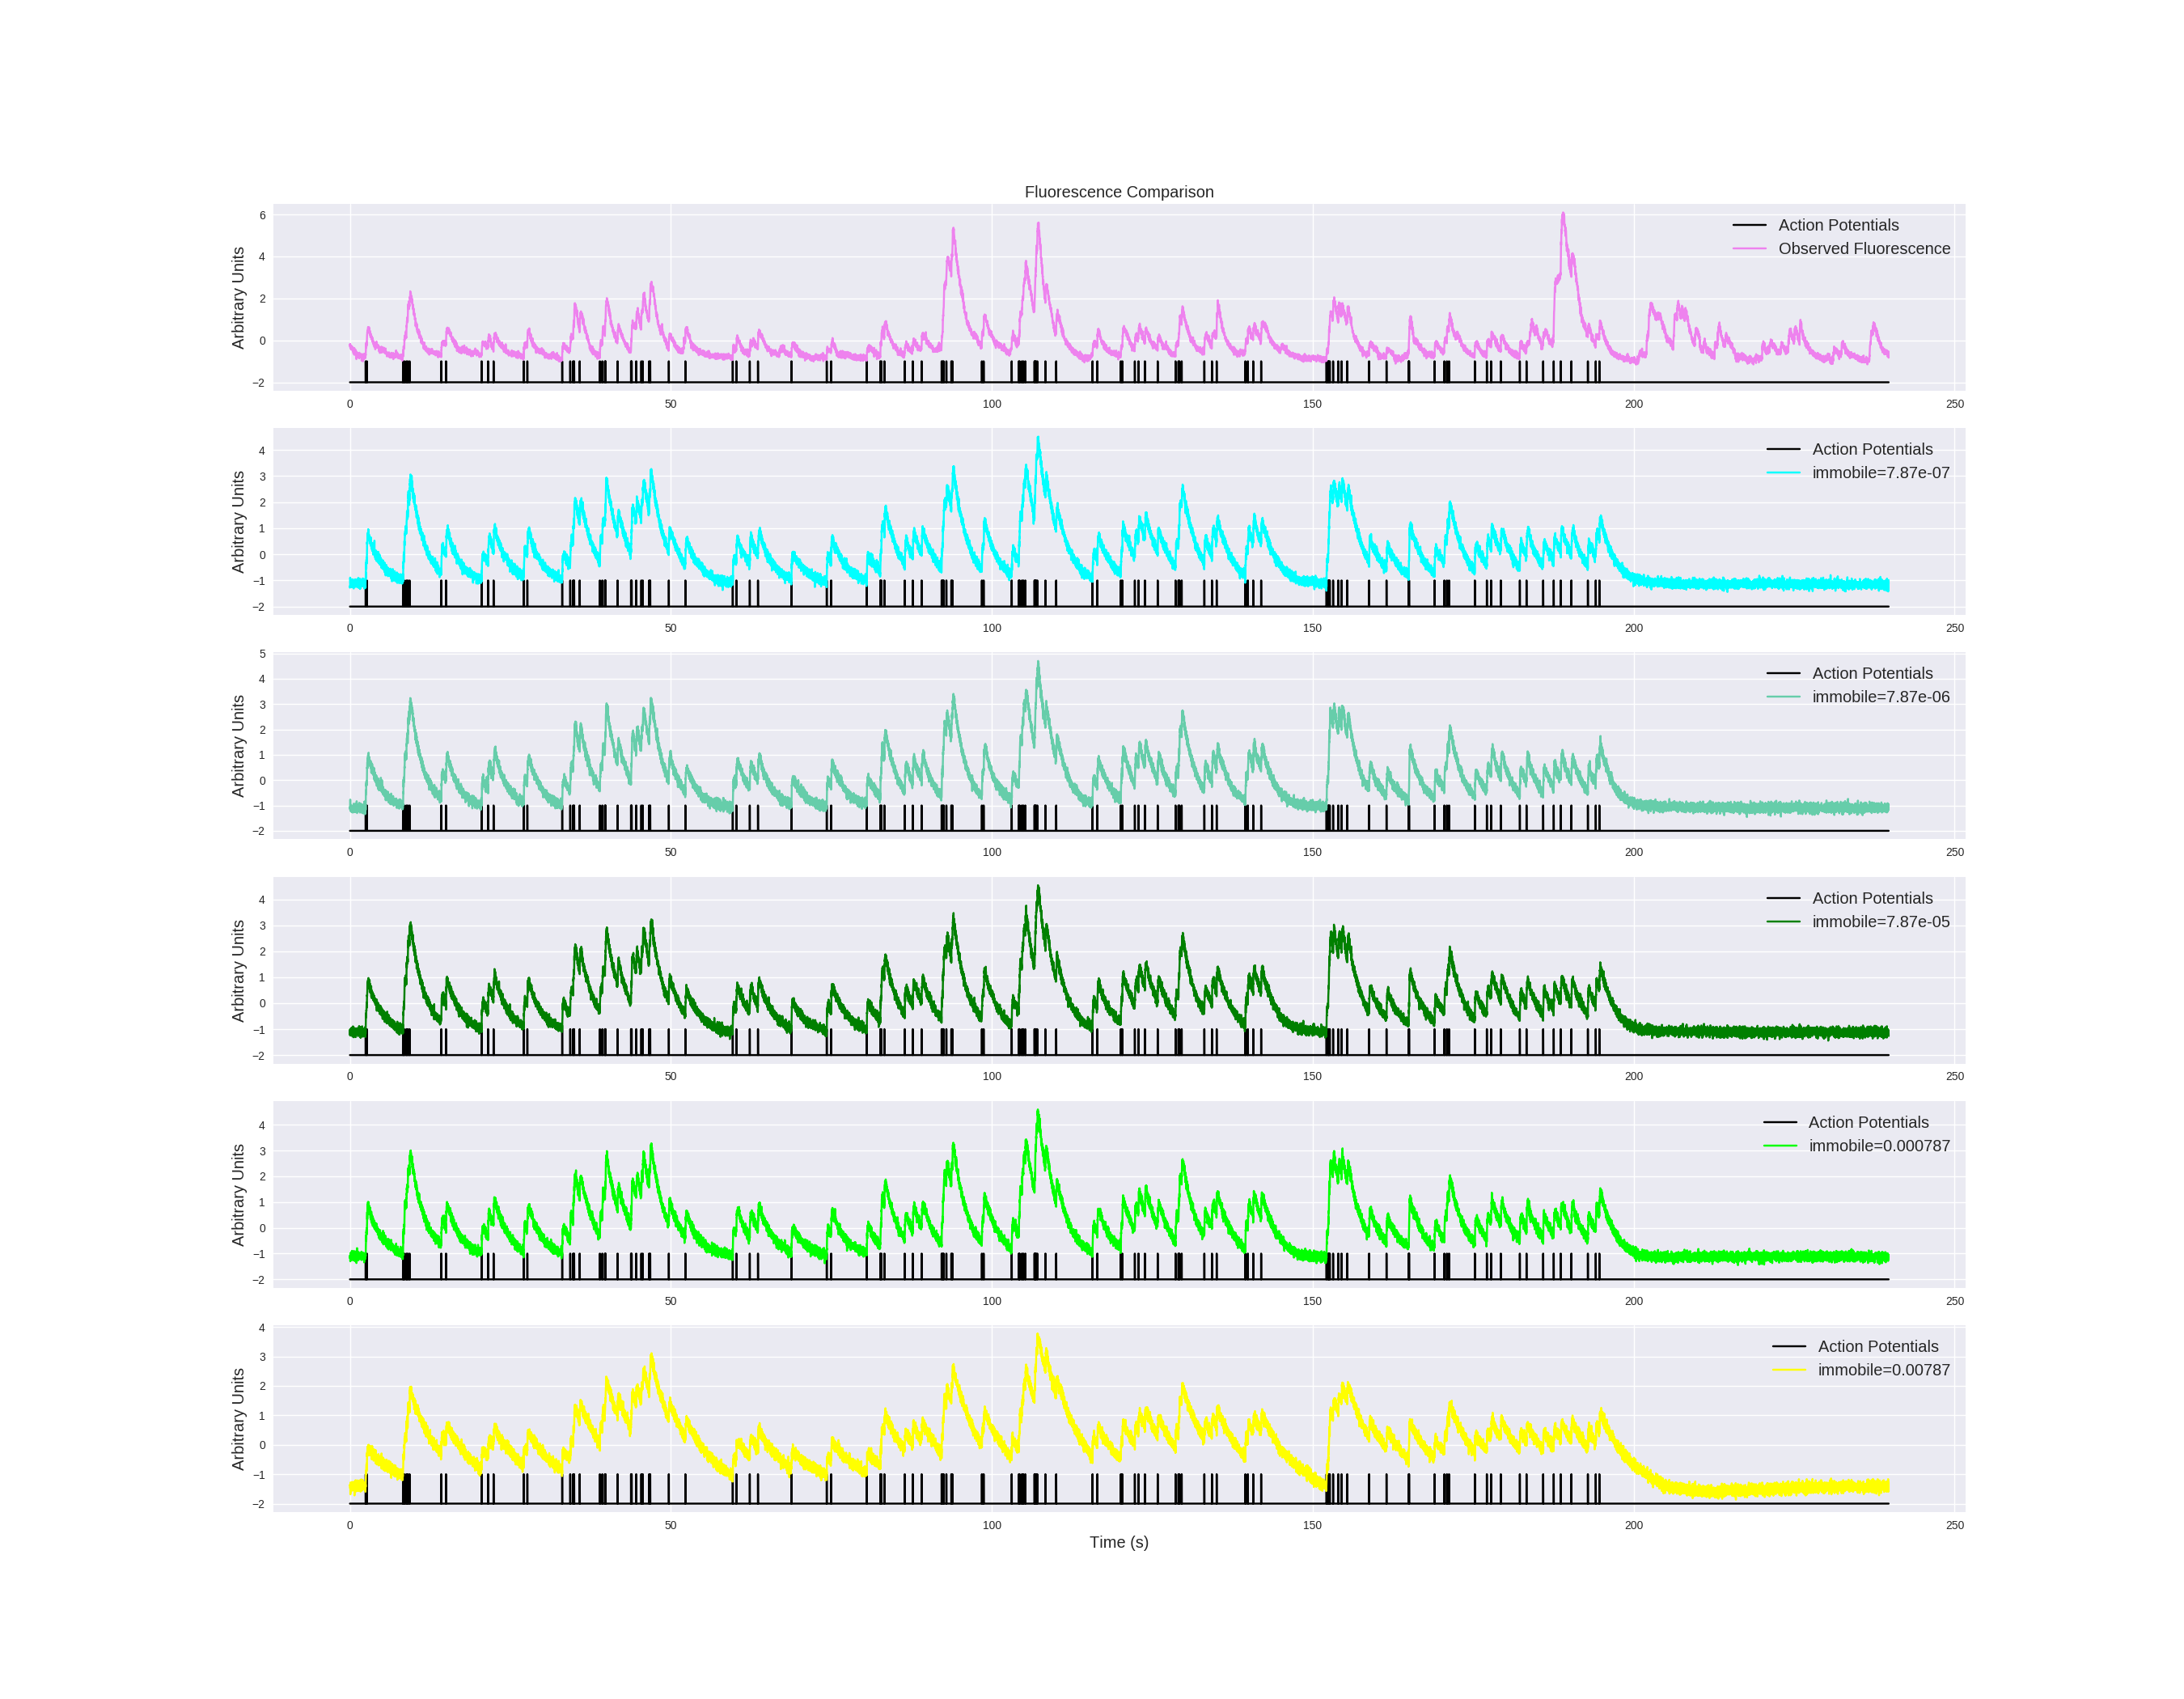 Fluorescence Comparison
Arbitrary Units
6
4
2
0
−2
Action Potentials
Observed Fluorescence
0 50 100 150 200 250
Arbitrary Units
4
3
2
1
0
−1
−2
Action Potentials
immobile=7.87e-07
0 50 100 150 200 250
Arbitrary Units
5
4
3
2
1
0
−1
−2
Action Potentials
immobile=7.87e-06
0 50 100 150 200 250
Arbitrary Units
4
3
2
1
0
−1
−2
Action Potentials
immobile=7.87e-05
0 50 100 150 200 250
Arbitrary Units
4
3
2
1
0
−1
−2
Action Potentials
immobile=0.000787
0 50 100 150 200 250
Arbitrary Units
4
3
2
1
0
−1
−2
Action Potentials
immobile=0.00787
0 50 100 150 200 250
Time (s)